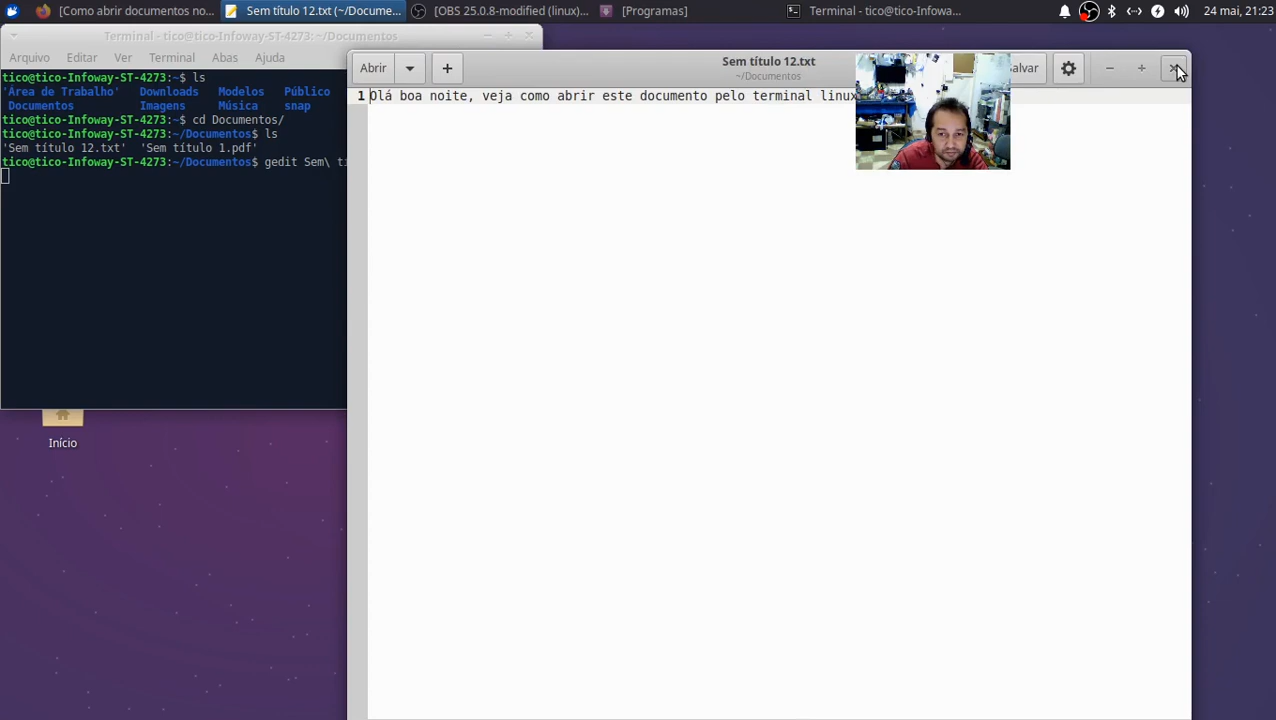 [Como abrir documentos no...
Sem título 12.txt (~/Docume...
[OBS 25.0.8-modified (linux)...
[Programas]
Terminal - tico@tico-Infowa...
24 mai, 21:23
Terminal - tico@tico-Infoway-ST-4273: ~/Documentos
Arquivo Editar Ver Terminal Abas Ajuda
tico@tico-Infoway-ST-4273:~$ ls
'Área de Trabalho' Downloads Modelos Público
Documentos Imagens Música snap
tico@tico-Infoway-ST-4273:~$ cd Documentos/
tico@tico-Infoway-ST-4273:~/Documentos$ ls
'Sem título 12.txt' 'Sem título 1.pdf'
tico@tico-Infoway-ST-4273:~/Documentos$ gedit Sem\ tí
Abrir
Sem título 12.txt
~/Documentos
alvar
1 Olá boa noite, veja como abrir este documento pelo terminal linux
Início